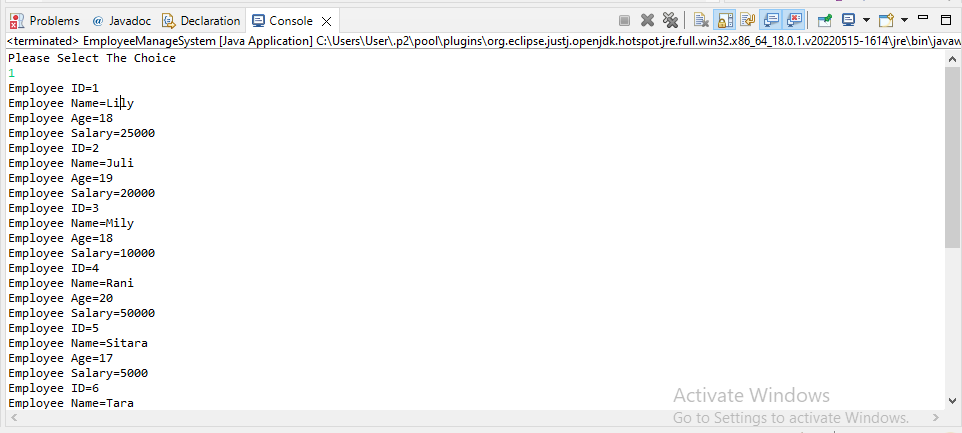 Problems @ Javadoc Declaration Console
<terminated> EmployeeManageSystem [Java Application] C:\Users\User\.p2\pool\plugins\org.eclipse.justj.openjdk.hotspot.jre.full.win32.x86_64_18.0.1.v20220515-1614\jre\bin\javaw
Please Select The Choice
1
Employee ID=1
Employee Name=Lily
Employee Age=18
Employee Salary=25000
Employee ID=2
Employee Name=Juli
Employee Age=19
Employee Salary=20000
Employee ID=3
Employee Name=Mily
Employee Age=18
Employee Salary=10000
Employee ID=4
Employee Name=Rani
Employee Age=20
Employee Salary=50000
Employee ID=5
Employee Name=Sitara
Employee Age=17
Employee Salary=5000
Employee ID=6
Employee Name=Tara
Activate Windows
Go to Settings to activate Windows.